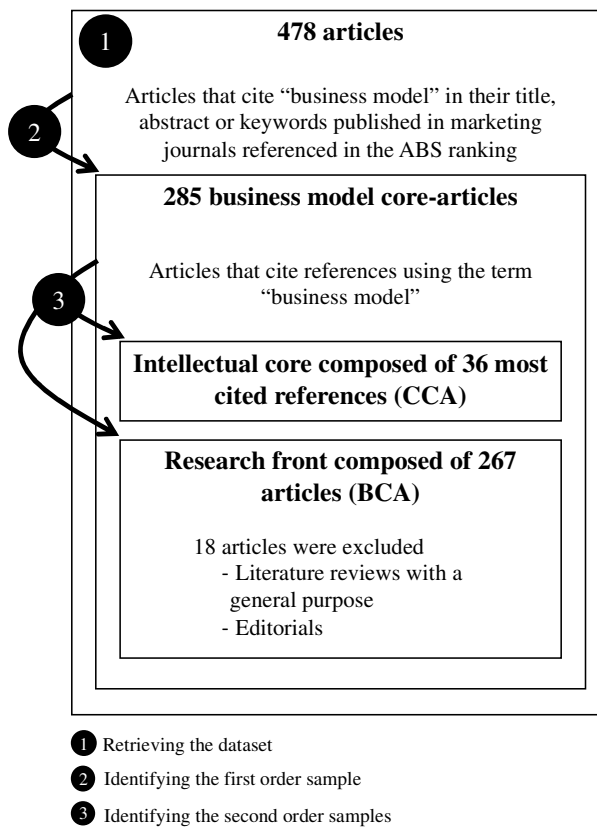 1
478 articles
Articles that cite “business model” in their title,
abstract or keywords published in marketing
journals referenced in the ABS ranking
2
285 business model core-articles
Articles that cite references using the term
“business model”
3
Intellectual core composed of 36 most
cited references (CCA)
Research front composed of 267
articles (BCA)
18 articles were excluded
- Literature reviews with a
general purpose
- Editorials
1 Retrieving the dataset
2 Identifying the first order sample
3 Identifying the second order samples